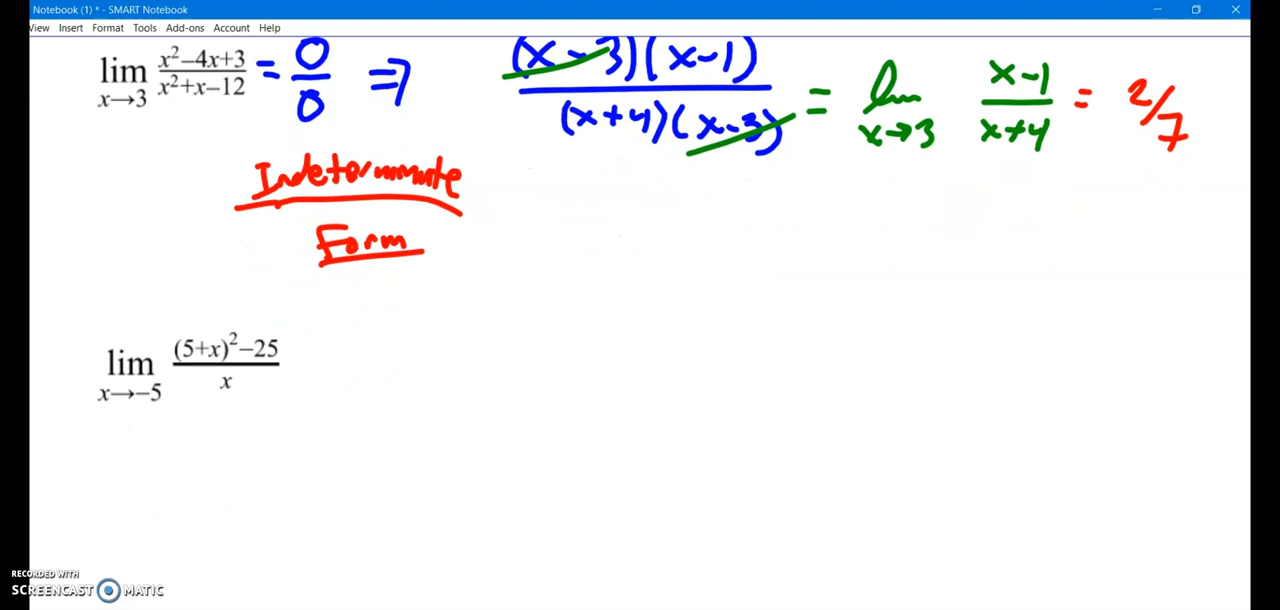 Notebook (1) * - SMART Notebook
View Insert Format Tools Add-ons Account Help
lim x→3 (x²–4x+3)/(x²+x–12) = 0/0 ⇒ (x-3)(x-1)/(x+4)(x-3) = lim x→3 (x-1)/(x+4) = 2/7
Indeterminate
Form
lim x→–5 ((5+x)²–25)/x
RECORDED WITH
SCREENCAST MATIC